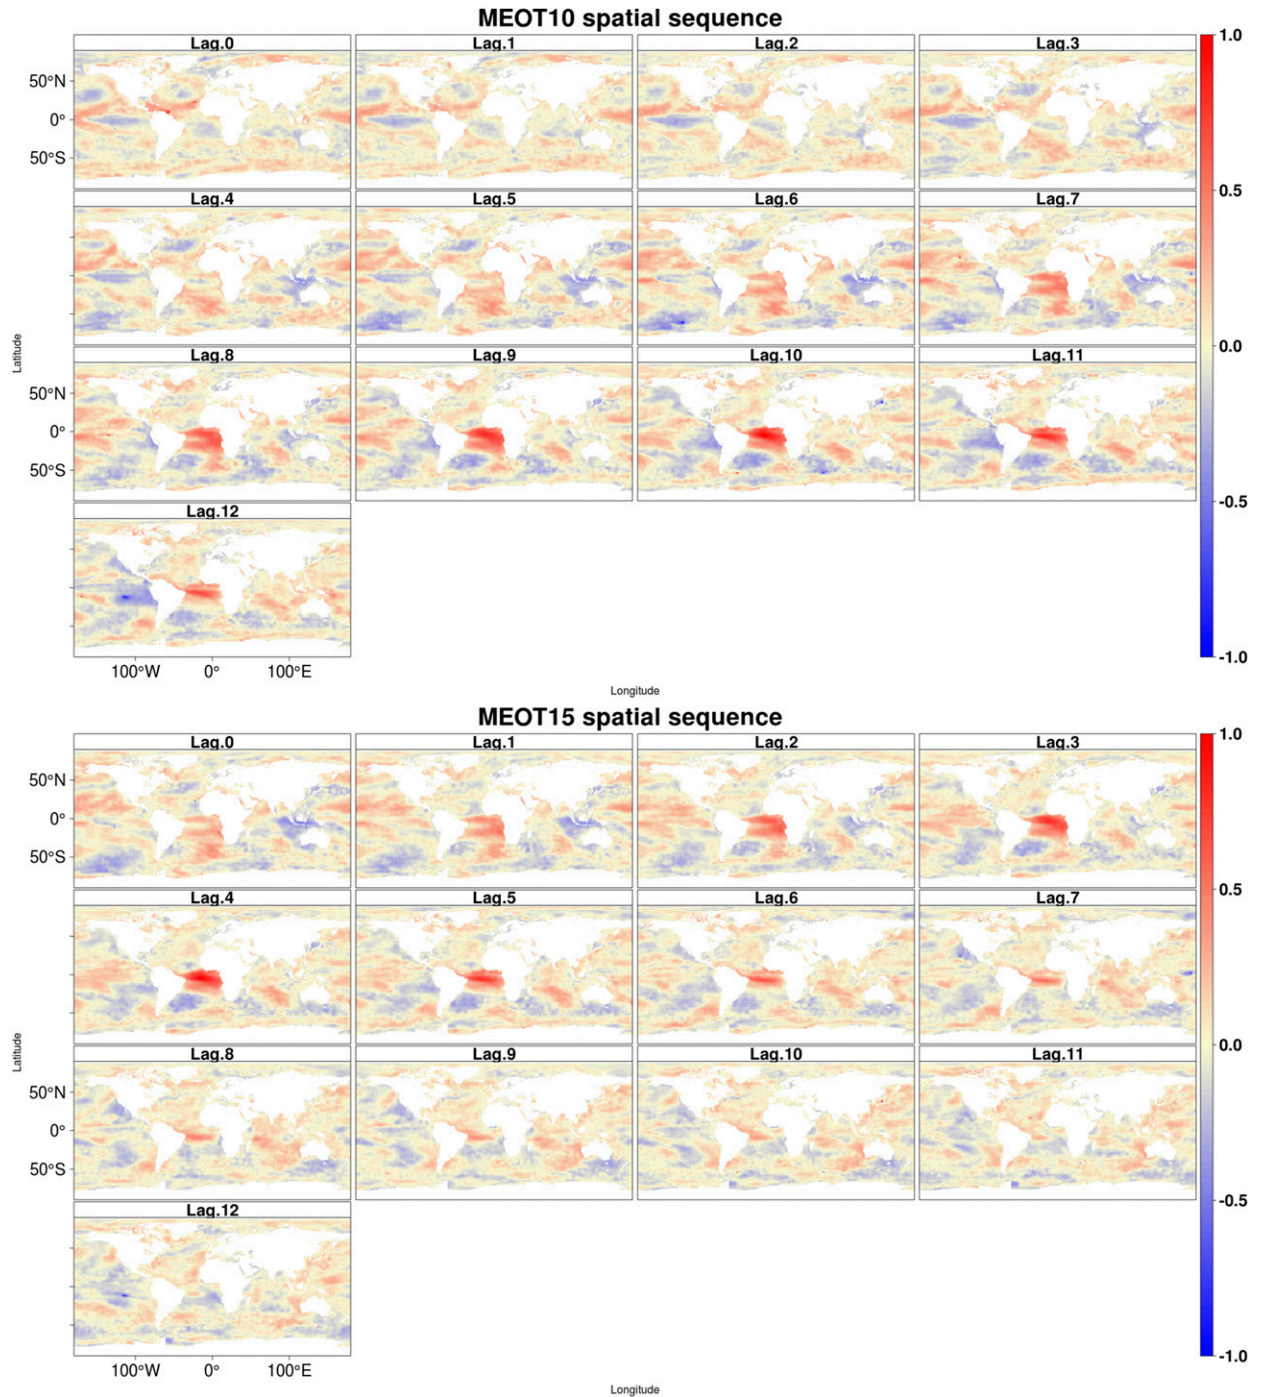 MEOT10 spatial sequence
Lag.0 Lag.1 Lag.2 Lag.3 1.0
50°N
0°
50°S
0.5
Lag.4 Lag.5 Lag.6 Lag.7
Latitude
0.0
Lag.8 Lag.9 Lag.10 Lag.11
50°N
0°
50°S
-0.5
Lag.12
-1.0
100°W 0° 100°E
Longitude
MEOT15 spatial sequence
Lag.0 Lag.1 Lag.2 Lag.3 1.0
50°N
0°
50°S
0.5
Lag.4 Lag.5 Lag.6 Lag.7
Latitude
0.0
Lag.8 Lag.9 Lag.10 Lag.11
50°N
0°
50°S
-0.5
Lag.12
-1.0
100°W 0° 100°E
Longitude